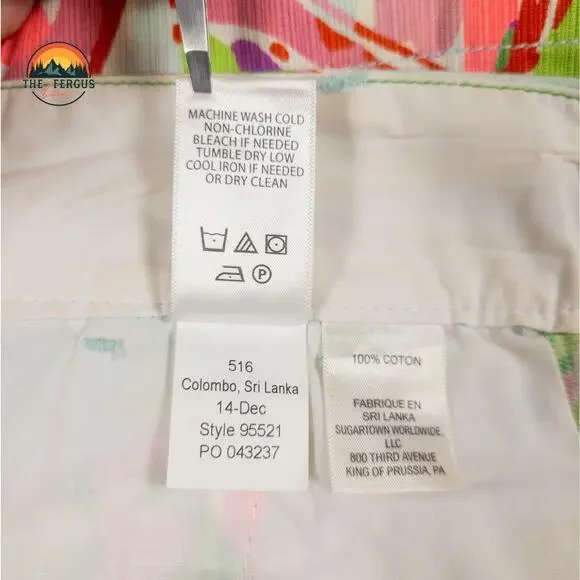 THE FERGUS
MACHINE WASH COLD
NON-CHLORINE
BLEACH IF NEEDED
TUMBLE DRY LOW
COOL IRON IF NEEDED
OR DRY CLEAN
P
516
Colombo, Sri Lanka
14-Dec
Style 95521
PO 043237
100% COTON
FABRIQUE EN
SRI LANKA
SUGARTOWN WORLDWIDE,
LLC
800 THIRD AVENUE
KING OF PRUSSIA, PA